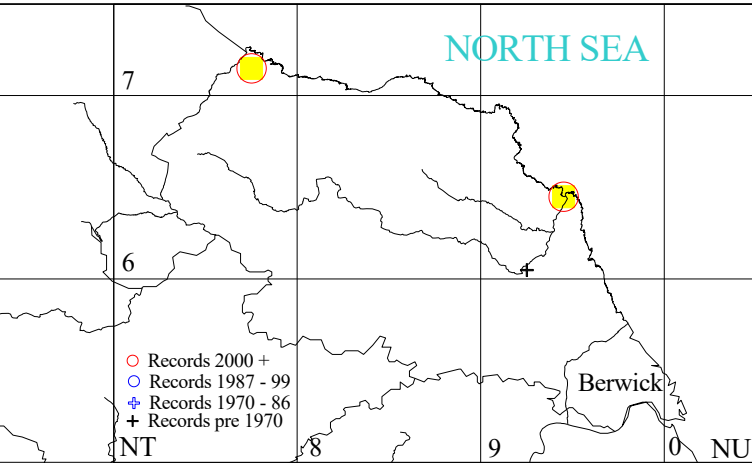 NORTH SEA
7
6
Records 2000 +
Records 1987 - 99
Records 1970 - 86
Records pre 1970
Berwick
NT
8
9
0
NU